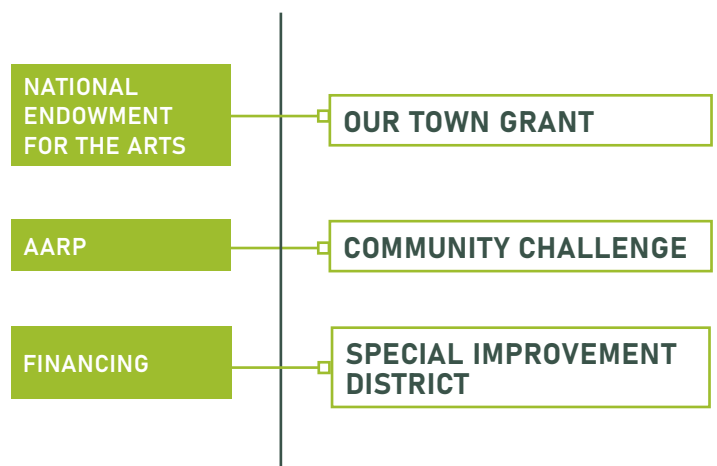 NATIONAL
ENDOWMENT
FOR THE ARTS
OUR TOWN GRANT
AARP
COMMUNITY CHALLENGE
FINANCING
SPECIAL IMPROVEMENT
DISTRICT